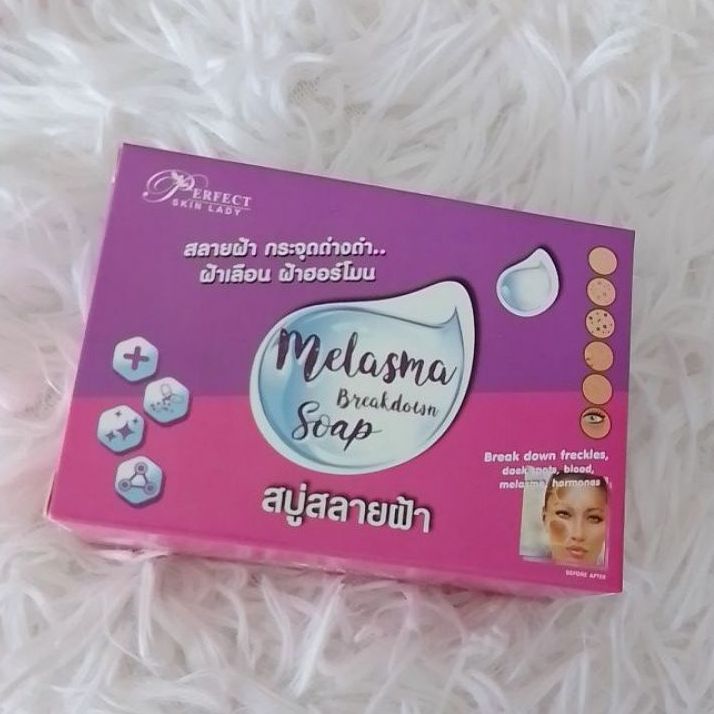 PERFECT
SKIN LADY
สลายฝ้า กระจุดด่างดำ..
ฝ้าเลือด ฝ้าฮอร์โมน
Melasma
Breakdown
Soap
สบู่สลายฝ้า
Break down freckles,
spots, blood,
melasma, hormones
BEFORE AFTER